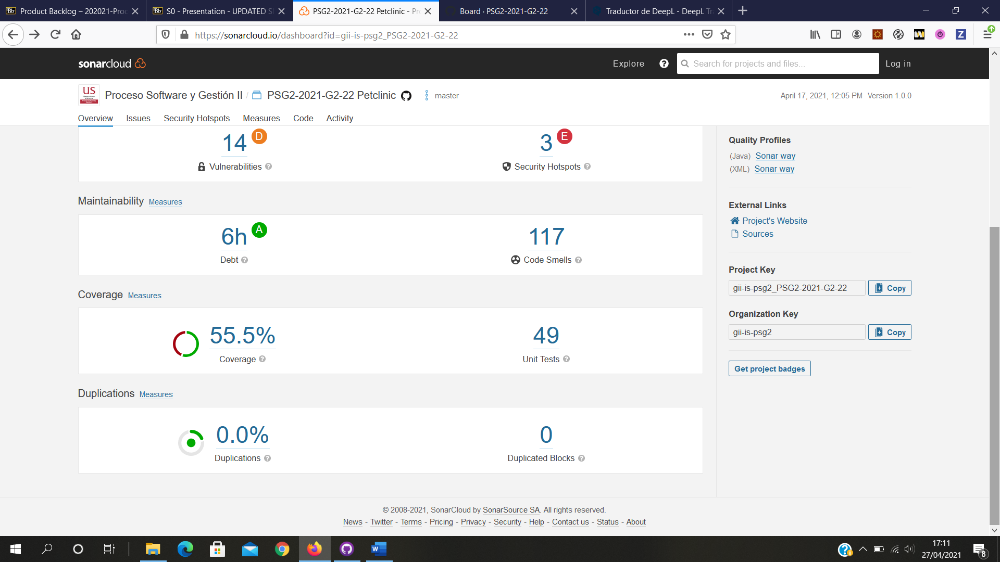 Product Backlog – 202021-Proc
S0 - Presentation - UPDATED S
PSG2-2021-G2-22 Petclinic - Pro
Board · PSG2-2021-G2-22
Traductor de DeepL - DeepL Tra
https://sonarcloud.io/dashboard?id=gii-is-psg2_PSG2-2021-G2-22
sonarcloud
Explore
Search for projects and files...
Log in
US
Proceso Software y Gestión II / PSG2-2021-G2-22 Petclinic
master
April 17, 2021, 12:05 PM Version 1.0.0
Overview Issues Security Hotspots Measures Code Activity
14 D
Vulnerabilities
3 E
Security Hotspots
Maintainability Measures
6h A
Debt
117
Code Smells
Coverage Measures
55.5%
Coverage
49
Unit Tests
Duplications Measures
0.0%
Duplications
0
Duplicated Blocks
Quality Profiles
(Java) Sonar way
(XML) Sonar way
External Links
Project's Website
Sources
Project Key
gii-is-psg2_PSG2-2021-G2-22 Copy
Organization Key
gii-is-psg2 Copy
Get project badges
© 2008-2021, SonarCloud by SonarSource SA. All rights reserved.
News - Twitter - Terms - Pricing - Privacy - Security - Help - Contact us - Status - About
17:11
27/04/2021
8